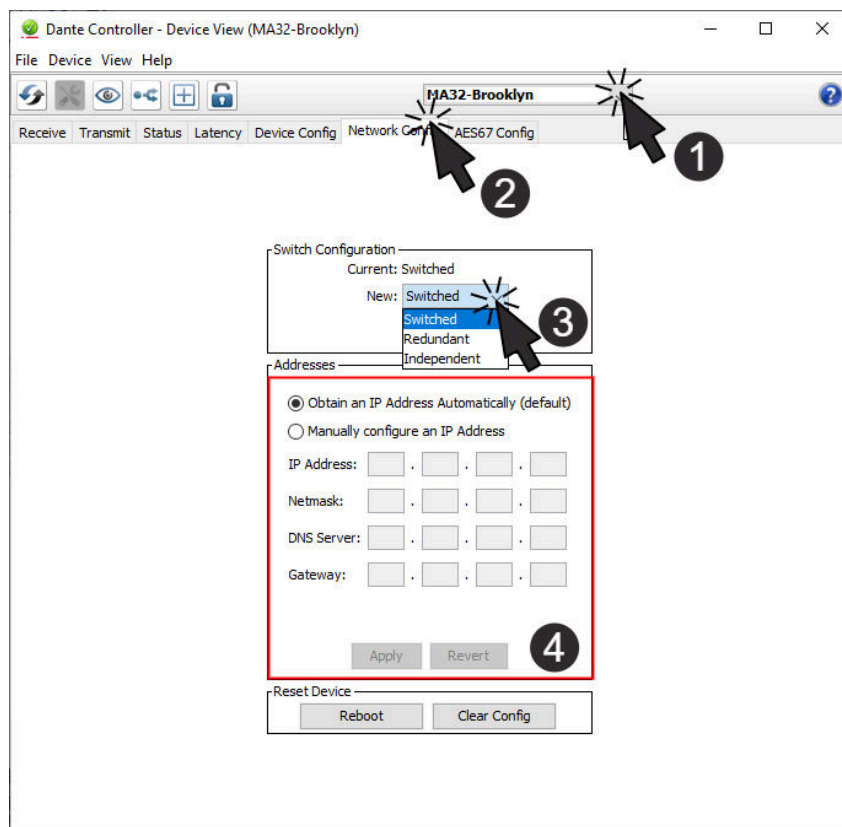 Dante Controller - Device View (MA32-Brooklyn)
File Device View Help
MA32-Brooklyn
1
Receive Transmit Status Latency Device Config Network Config AES67 Config
2
Switch Configuration
Current: Switched
New: Switched
Switched
Redundant
Independent
3
Addresses
Obtain an IP Address Automatically (default)
Manually configure an IP Address
IP Address: . . .
Netmask: . . .
DNS Server: . . .
Gateway: . . .
Apply Revert
4
Reset Device
Reboot Clear Config